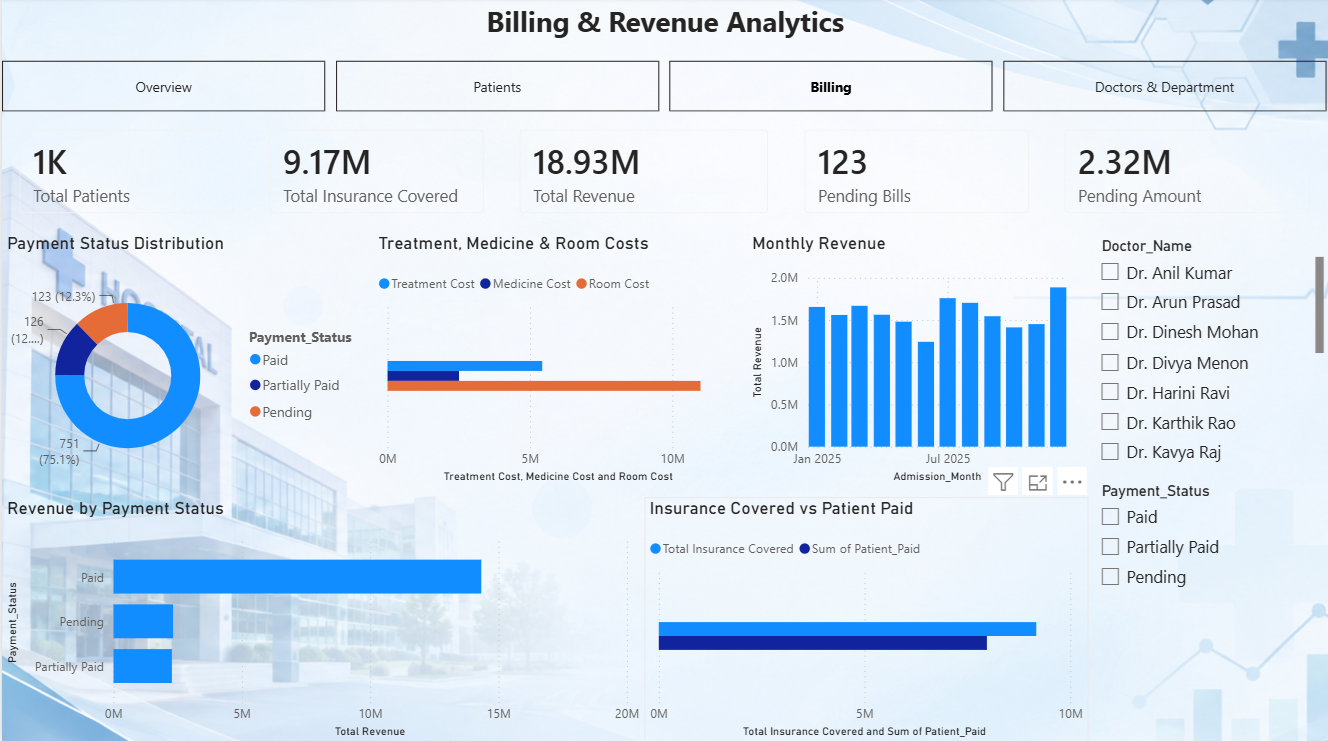 Billing & Revenue Analytics
Overview
Patients
Billing
Doctors & Department
1K
Total Patients
9.17M
Total Insurance Covered
18.93M
Total Revenue
123
Pending Bills
2.32M
Pending Amount
Payment Status Distribution
123 (12.3%)
126
(12....)
751
(75.1%)
Payment_Status
Paid
Partially Paid
Pending
Treatment, Medicine & Room Costs
Treatment Cost Medicine Cost Room Cost
0M 5M 10M
Treatment Cost, Medicine Cost and Room Cost
Monthly Revenue
Total Revenue
2.0M
1.5M
1.0M
0.5M
0.0M
Jan 2025 Jul 2025
Admission_Month
Doctor_Name
Dr. Anil Kumar
Dr. Arun Prasad
Dr. Dinesh Mohan
Dr. Divya Menon
Dr. Harini Ravi
Dr. Karthik Rao
Dr. Kavya Raj
Payment_Status
Paid
Partially Paid
Pending
Revenue by Payment Status
Payment_Status
Paid
Pending
Partially Paid
0M 5M 10M 15M 20M
Total Revenue
Insurance Covered vs Patient Paid
Total Insurance Covered Sum of Patient_Paid
0M 5M 10M
Total Insurance Covered and Sum of Patient_Paid
HOSPITAL